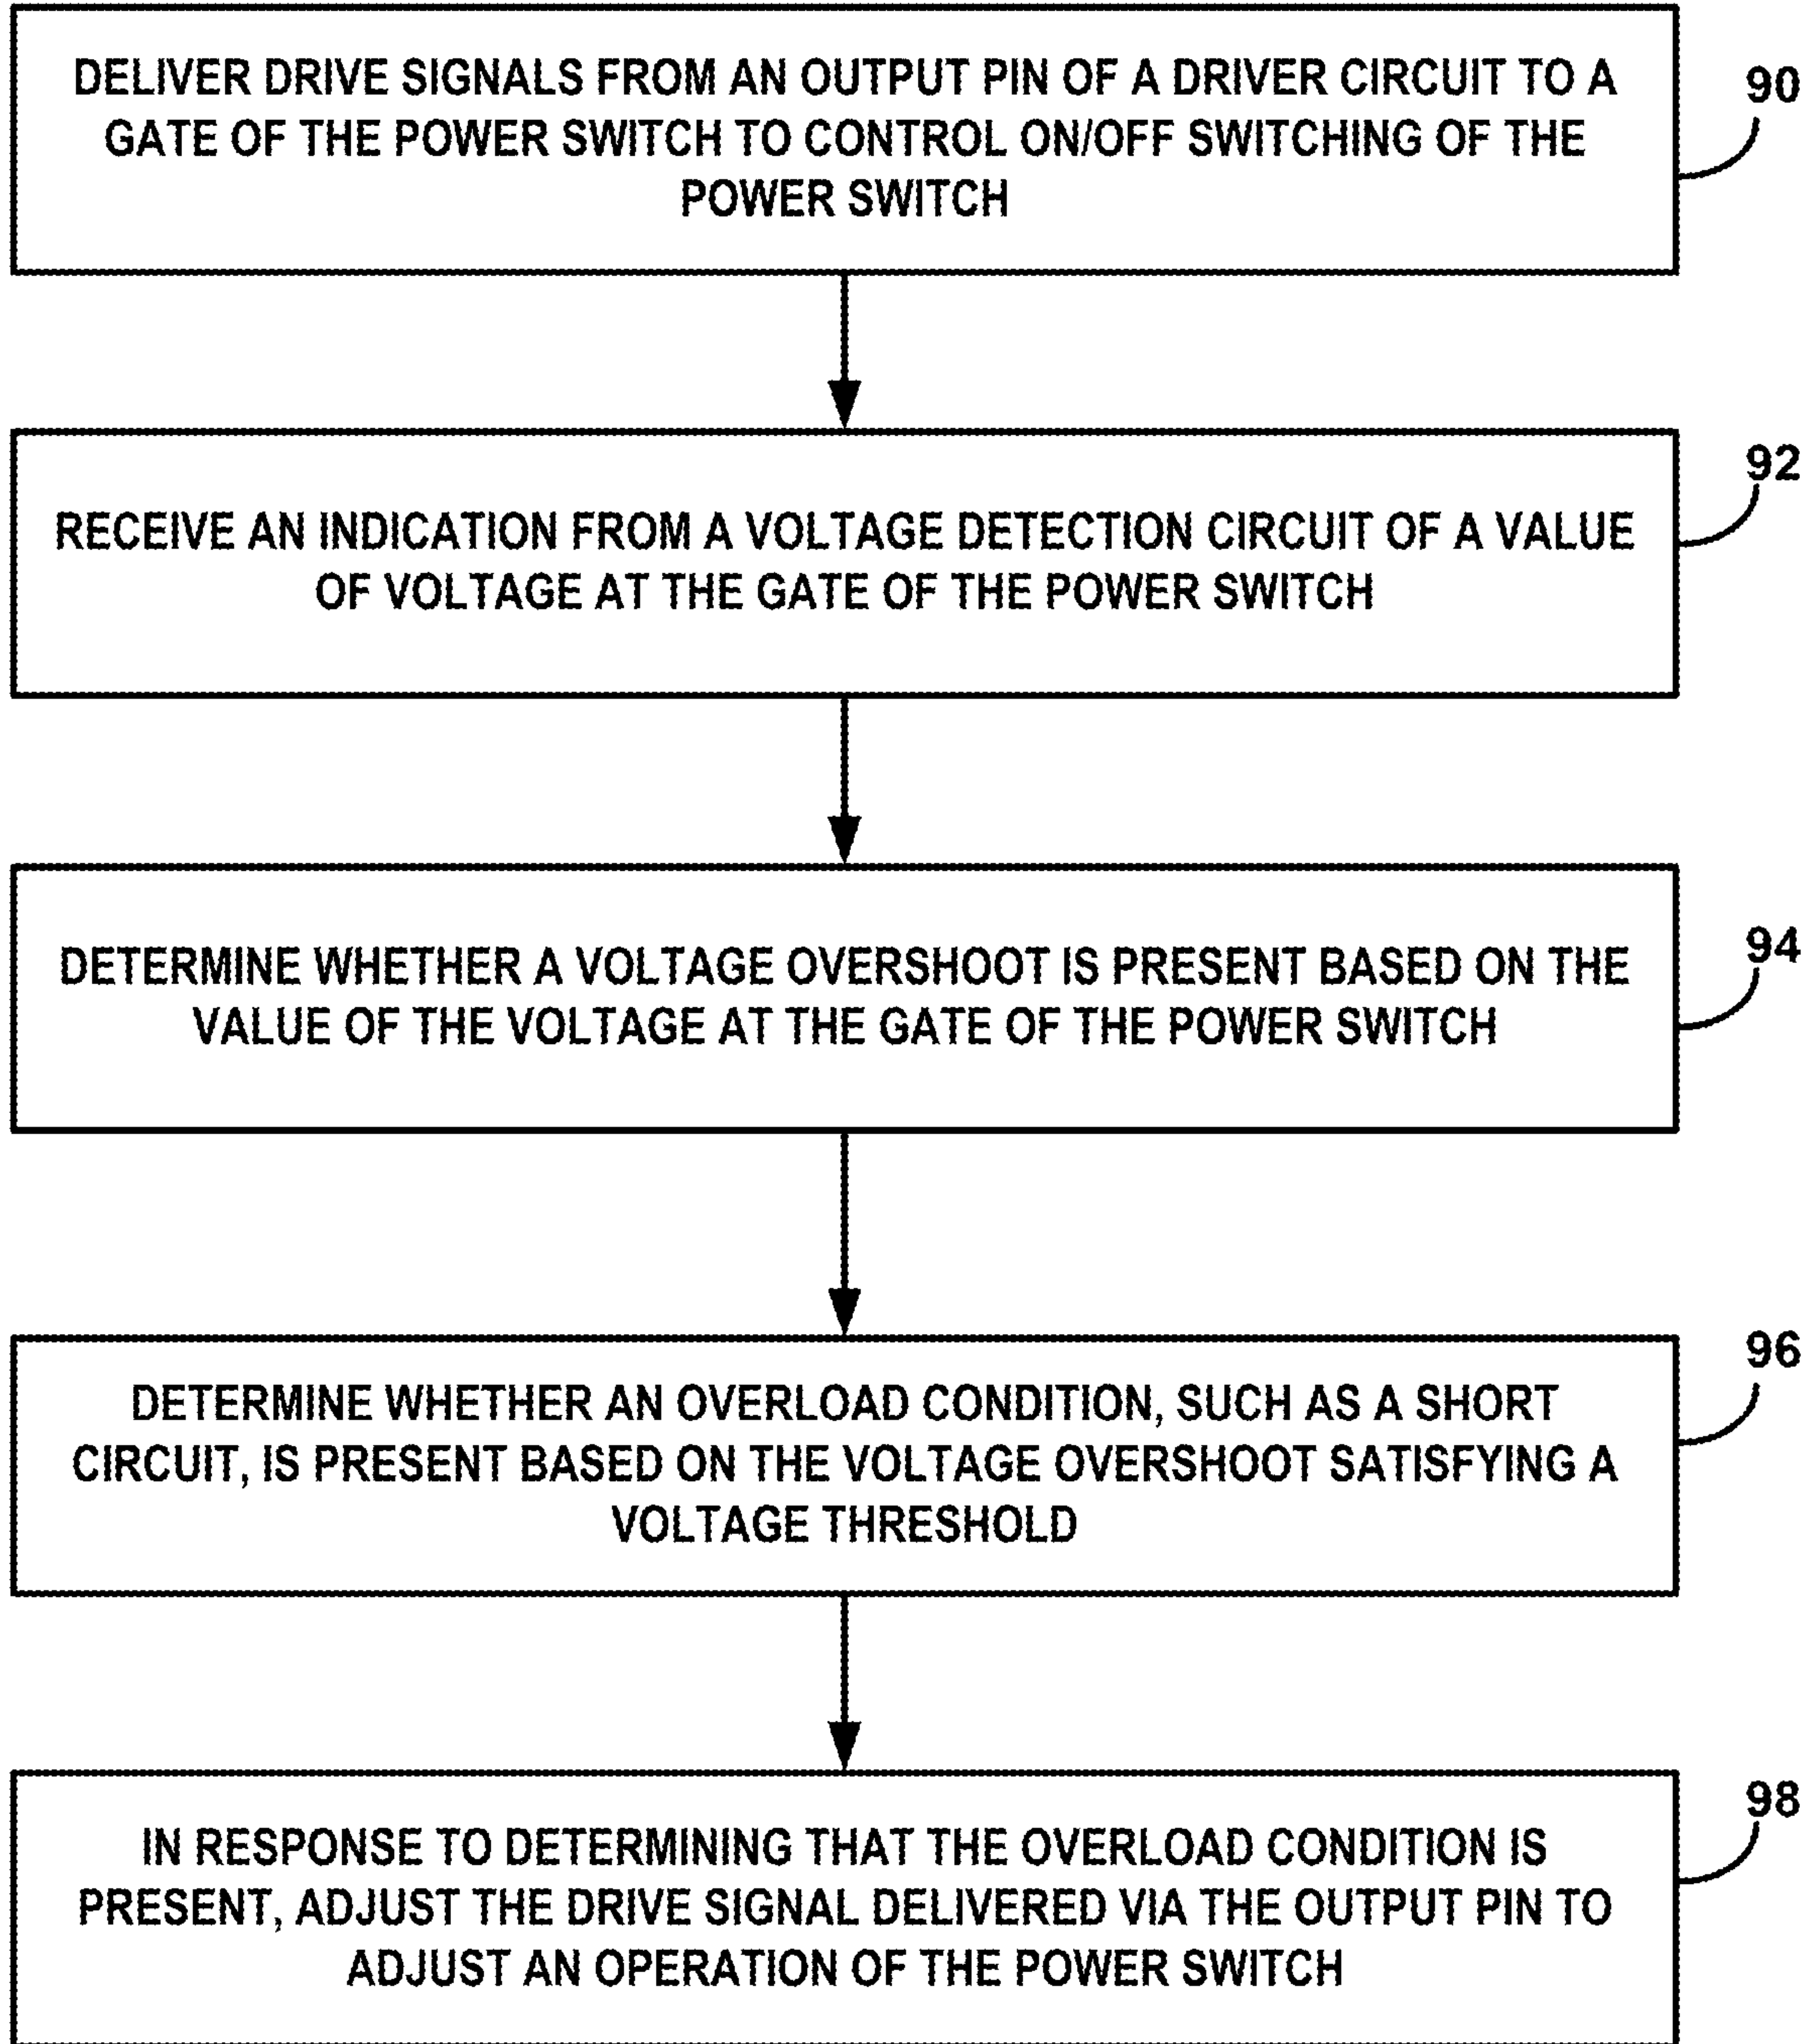 DELIVER DRIVE SIGNALS FROM AN OUTPUT PIN OF A DRIVER CIRCUIT TO A
GATE OF THE POWER SWITCH TO CONTROL ON/OFF SWITCHING OF THE
POWER SWITCH
90
RECEIVE AN INDICATION FROM A VOLTAGE DETECTION CIRCUIT OF A VALUE
OF VOLTAGE AT THE GATE OF THE POWER SWITCH
92
DETERMINE WHETHER A VOLTAGE OVERSHOOT IS PRESENT BASED ON THE
VALUE OF THE VOLTAGE AT THE GATE OF THE POWER SWITCH
94
DETERMINE WHETHER AN OVERLOAD CONDITION, SUCH AS A SHORT
CIRCUIT, IS PRESENT BASED ON THE VOLTAGE OVERSHOOT SATISFYING A
VOLTAGE THRESHOLD
96
IN RESPONSE TO DETERMINING THAT THE OVERLOAD CONDITION IS
PRESENT, ADJUST THE DRIVE SIGNAL DELIVERED VIA THE OUTPUT PIN TO
ADJUST AN OPERATION OF THE POWER SWITCH
98